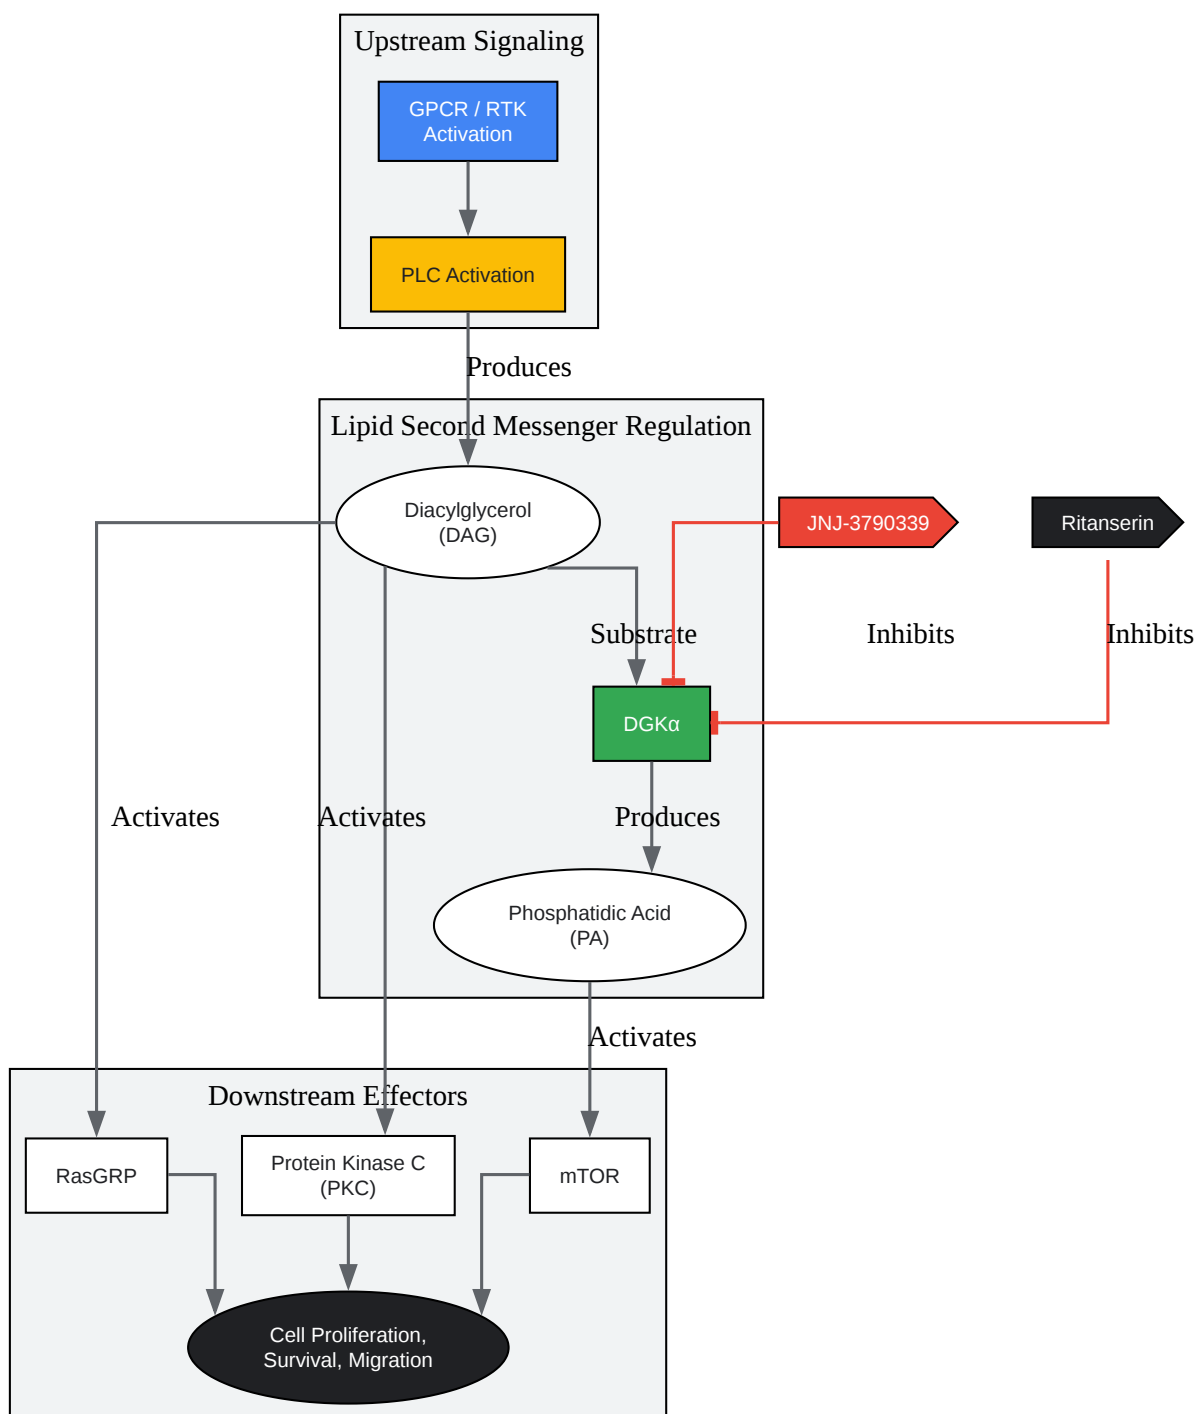 Upstream Signaling
GPCR / RTK
Activation
PLC Activation
Produces
Lipid Second Messenger Regulation
Diacylglycerol
(DAG)
JNJ-3790339
Ritanserin
Substrate
Inhibits
Inhibits
DGKα
Activates
Activates
Produces
Phosphatidic Acid
(PA)
Activates
Downstream Effectors
RasGRP
Protein Kinase C
(PKC)
mTOR
Cell Proliferation,
Survival, Migration